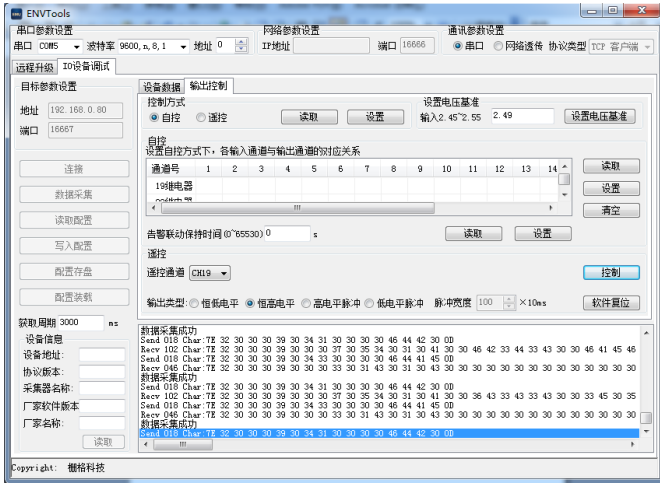 ENVTools
串口参数设置 网络参数设置 通讯参数设置
串口 COM5 波特率 9600,n,8,1 地址 0 IP地址 端口 16666 串口 网络透传 协议类型 TCP 客户端
远程升级 IO设备调试
目标参数设置
地址 192.168.0.80
端口 16667
连接
数据采集
读取配置
写入配置
配置存盘
配置装载
获取周期 3000 ms
设备信息
设备地址:
协议版本:
采集器名称:
厂家软件版本
厂家名称:
读取
设备数据 输出控制
控制方式 设置电压基准
自控 遥控 读取 设置 输入2.45~2.55 2.49 设置电压基准
自控
设置自控方式下，各输入通道与输出通道的对应关系
通道号 1 2 3 4 5 6 7 8 9 10 11 12 13 14 读取
19继电器 设置
清空
告警联动保持时间(0~65530) 0 s 读取 设置
遥控
遥控通道 CH19 控制
输出类型: 恒低电平 恒高电平 高电平脉冲 低电平脉冲 脉冲宽度 100 ×10ms 软件复位
数据采集成功
Send 018 Char:7E 32 30 30 30 39 30 34 31 30 30 30 30 46 44 42 30 0D
Recv 102 Char:7E 32 30 30 30 39 30 30 30 37 30 35 34 30 31 30 41 30 30 46 32 33 44 33 43 30 30 46 41 45 46
Send 018 Char:7E 32 30 30 30 39 30 34 33 30 30 30 30 46 44 41 45 0D
Recv 046 Char:7E 32 30 30 30 39 30 30 30 30 33 30 31 43 30 30 31 30 43 30 30 30 30 30 30 30 30 30 30 30 30
数据采集成功
Send 018 Char:7E 32 30 30 30 39 30 34 31 30 30 30 30 46 44 42 30 0D
Recv 102 Char:7E 32 30 30 30 39 30 30 30 37 30 35 34 30 31 30 41 30 30 36 43 33 43 33 43 30 30 33 45 30 35
Send 018 Char:7E 32 30 30 30 39 30 34 33 30 30 30 30 46 44 41 45 0D
Recv 046 Char:7E 32 30 30 30 39 30 30 30 30 33 30 31 43 30 30 31 30 43 30 30 30 30 30 30 30 30 30 30 30 30
数据采集成功
Send 018 Char:7E 32 30 30 30 39 30 34 31 30 30 30 30 46 44 42 30 0D
Copyright: 栅格科技